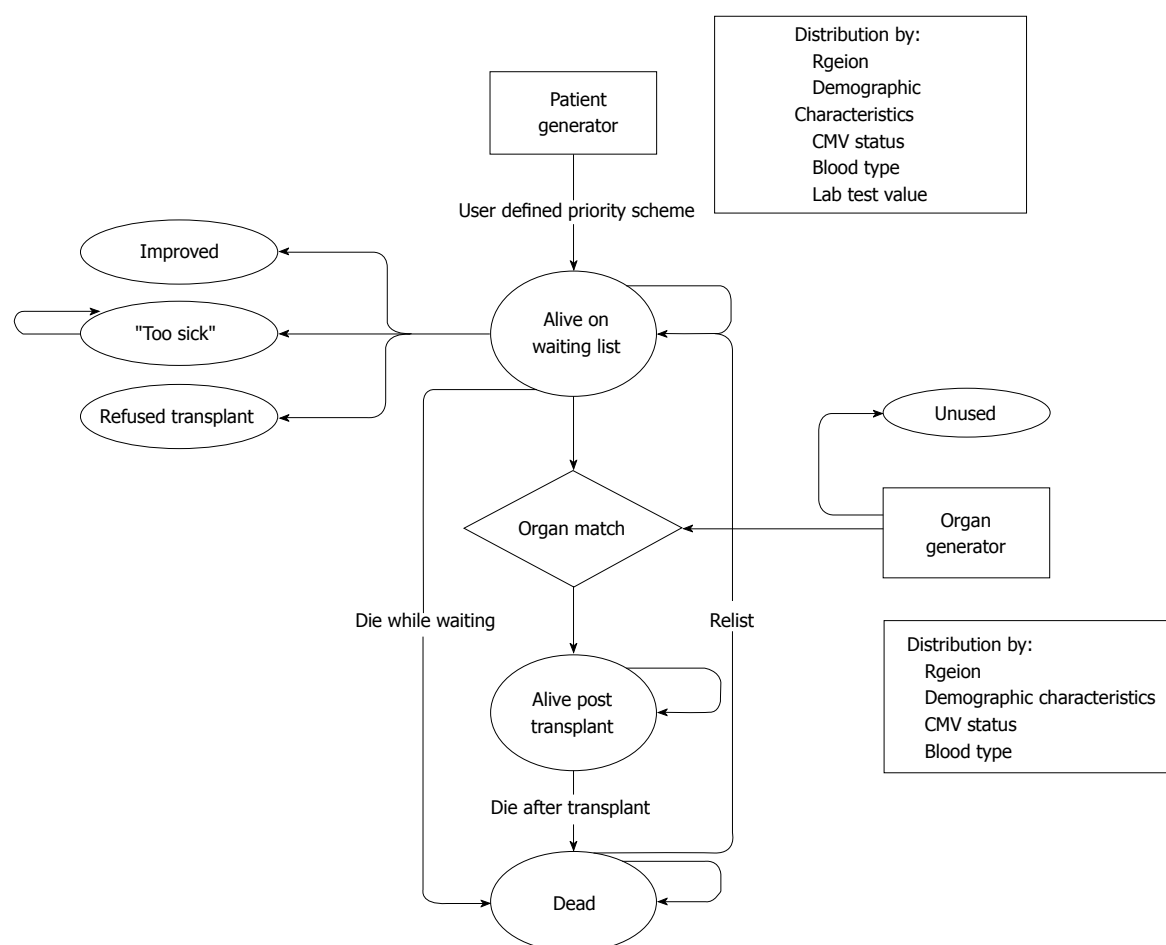 Distribution by:
Rgeion
Demographic
Characteristics
CMV status
Blood type
Lab test value
Patient
generator
User defined priority scheme
Improved
"Too sick"
Refused transplant
Alive on
waiting list
Unused
Organ match
Organ
generator
Die while waiting
Relist
Distribution by:
Rgeion
Demographic characteristics
CMV status
Blood type
Alive post
transplant
Die after transplant
Dead